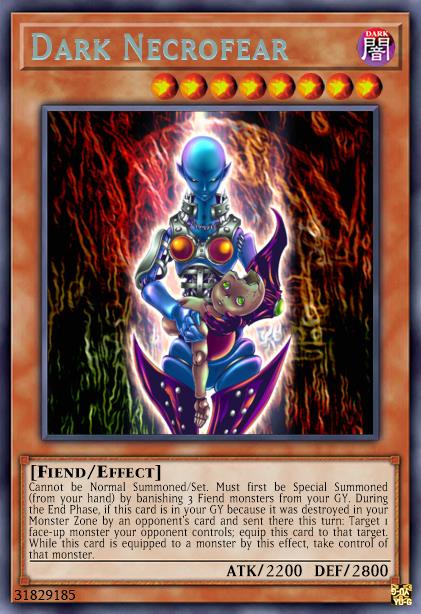 Dark Necrofear
DARK
闇
[Fiend/Effect]
Cannot be Normal Summoned/Set. Must first be Special Summoned
(from your hand) by banishing 3 Fiend monsters from your GY. During
the End Phase, if this card is in your GY because it was destroyed in your
Monster Zone by an opponent's card and sent there this turn: Target 1
face-up monster your opponent controls; equip this card to that target.
While this card is equipped to a monster by this effect, take control of
that monster.
ATK/2200 DEF/2800
31829185